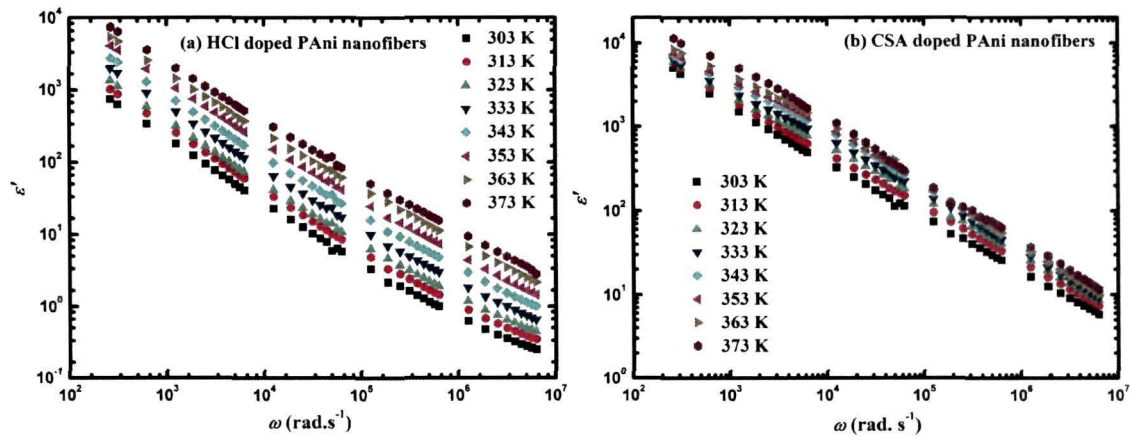 (a) HCl doped PAni nanofibers
303 K
313 K
323 K
333 K
343 K
353 K
363 K
373 K
10⁴
10³
10²
10¹
10⁰
10⁻¹
ε'
10² 10³ 10⁴ 10⁵ 10⁶ 10⁷
ω (rad.s⁻¹)
(b) CSA doped PAni nanofibers
303 K
313 K
323 K
333 K
343 K
353 K
363 K
373 K
10⁴
10³
10²
10¹
10⁰
ε'
10² 10³ 10⁴ 10⁵ 10⁶ 10⁷
ω (rad. s⁻¹)